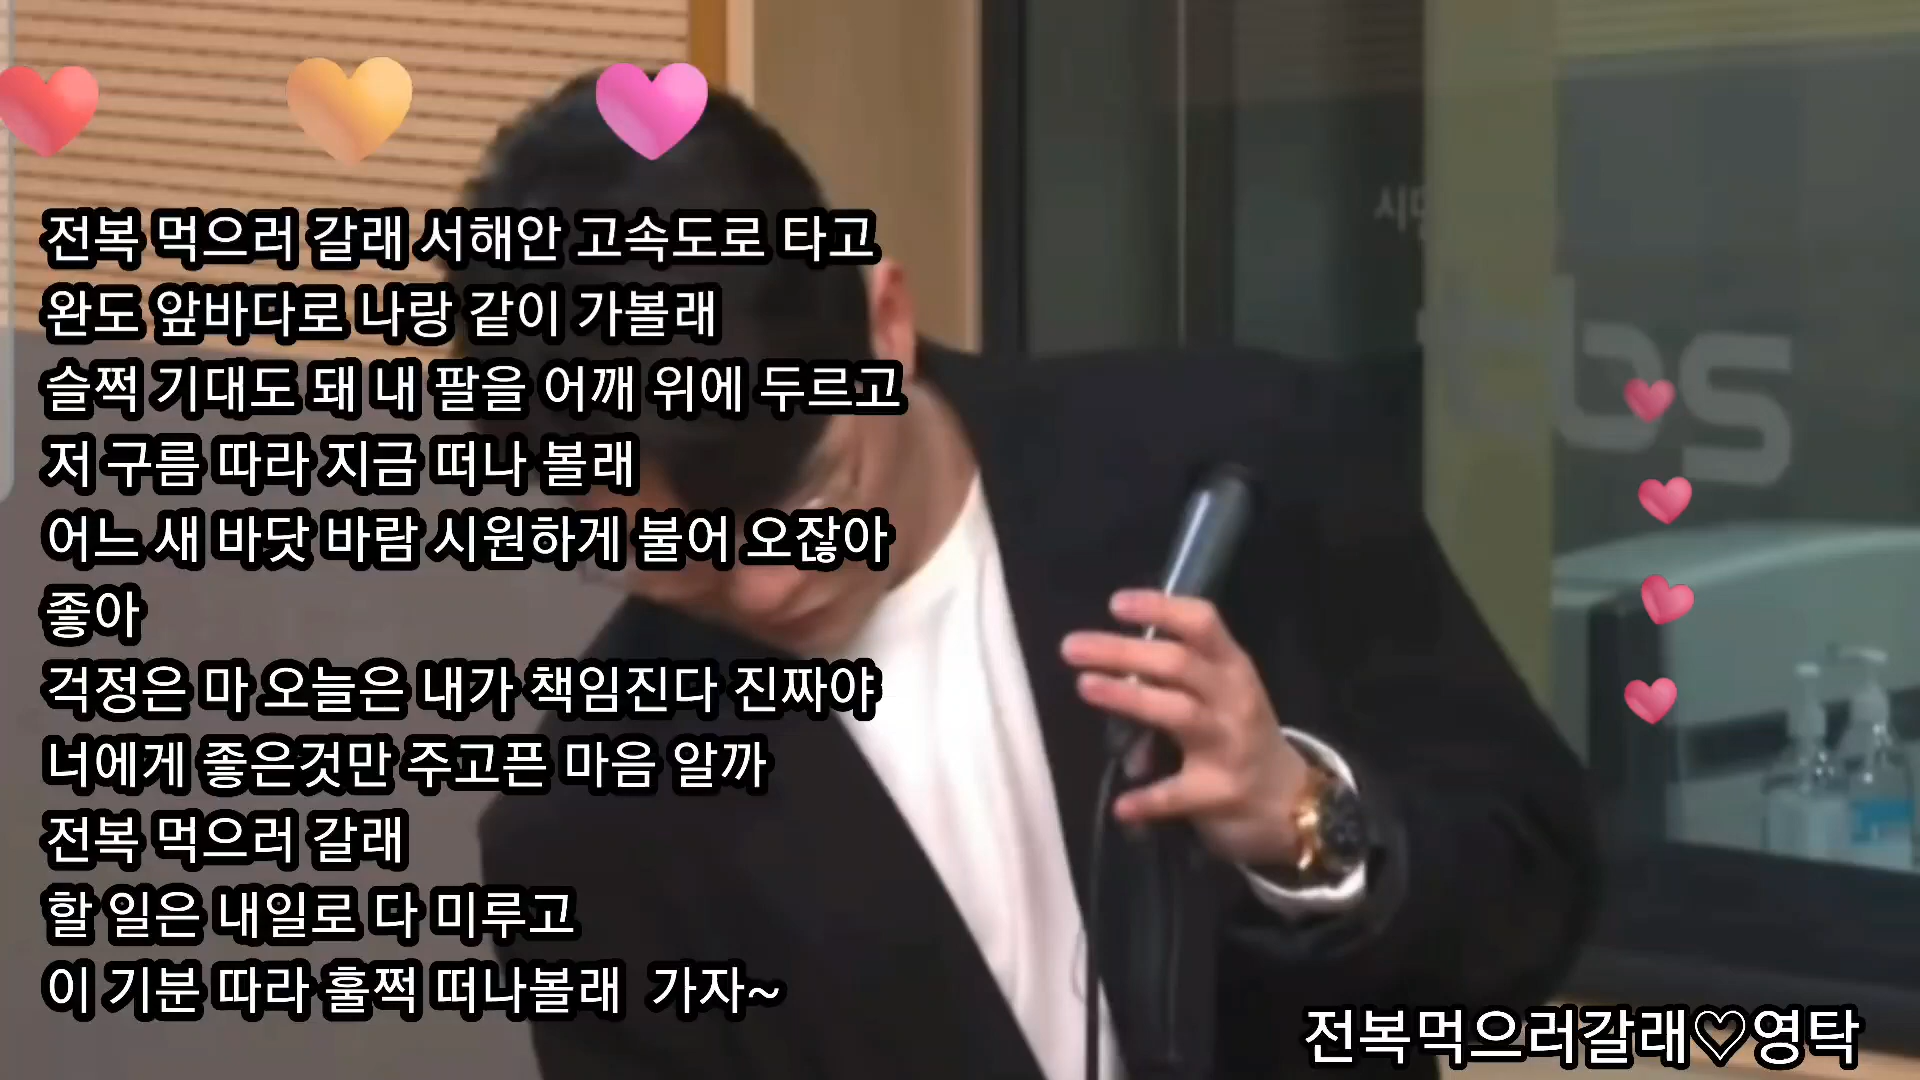 전복 먹으러 갈래 서해안 고속도로 타고
완도 앞바다로 나랑 같이 가볼래
슬쩍 기대도 돼 내 팔을 어깨 위에 두르고
저 구름 따라 지금 떠나 볼래
어느 새 바닷 바람 시원하게 불어 오잖아
좋아
걱정은 마 오늘은 내가 책임진다 진짜야
너에게 좋은것만 주고픈 마음 알까
전복 먹으러 갈래
할 일은 내일로 다 미루고
이 기분 따라 훌쩍 떠나볼래 가자~
시
tbs
전복먹으러갈래♡영탁